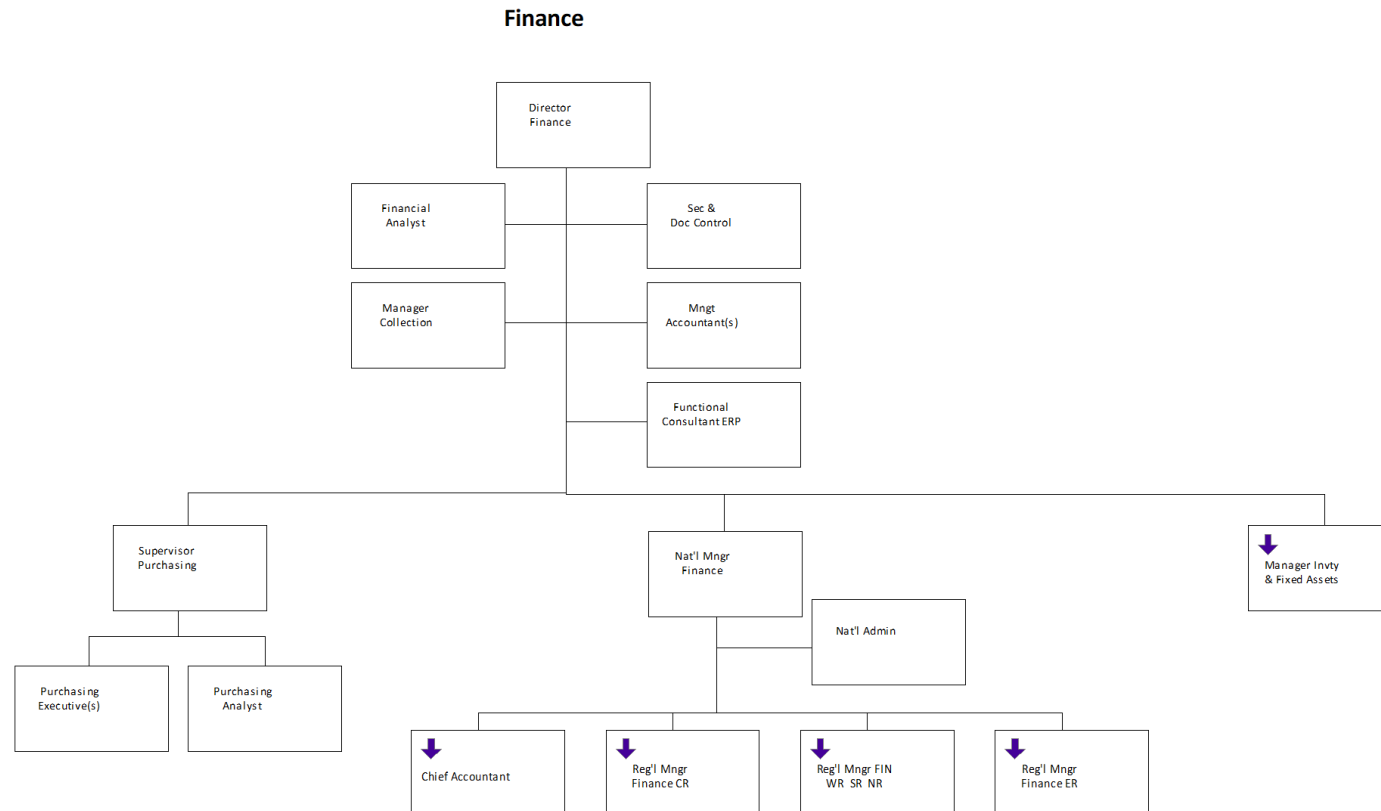 Finance
Director
Finance
Financial
Analyst
Sec &
Doc Control
Manager
Collection
Mngt
Accountant(s)
Functional
Consultant ERP
Supervisor
Purchasing
Nat'l Mngr
Finance
Manager Invty
& Fixed Assets
Nat'l Admin
Purchasing
Executive(s)
Purchasing
Analyst
Chief Accountant
Reg'l Mngr
Finance CR
Reg'l Mngr FIN
WR SR NR
Reg'l Mngr
Finance ER